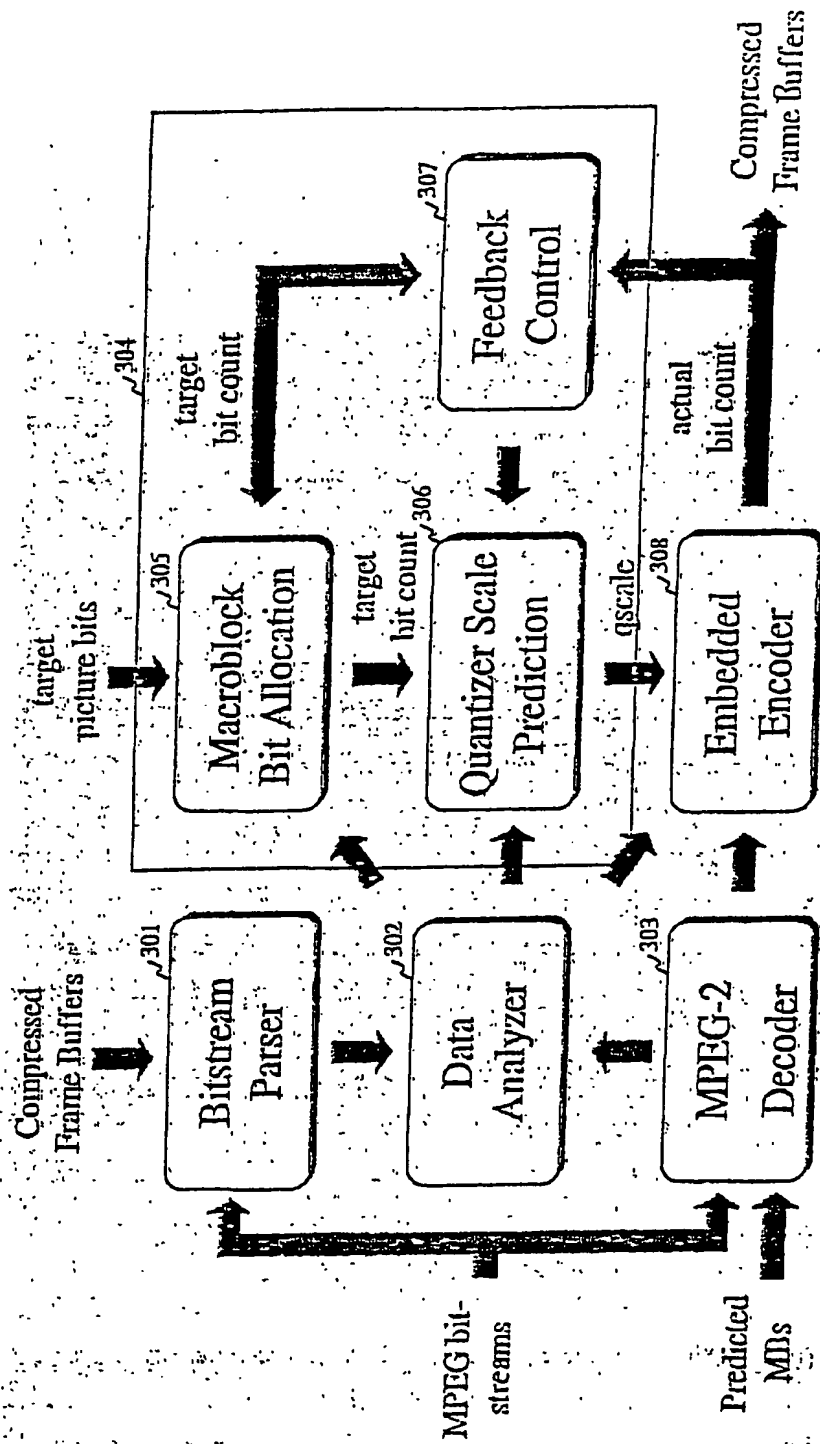 Compressed
Frame Buffers
301
Bitstream
Parser
302
Data
Analyzer
303
MPEG-2
Decoder
MPEG bit-
streams
Predicted
MBs
304
target
picture bits
305
Macroblock
Bit Allocation
target
bit count
target
bit count
306
Quantizer Scale
Prediction
307
Feedback
Control
qscale
308
Embedded
Encoder
actual
bit count
Compressed
Frame Buffers